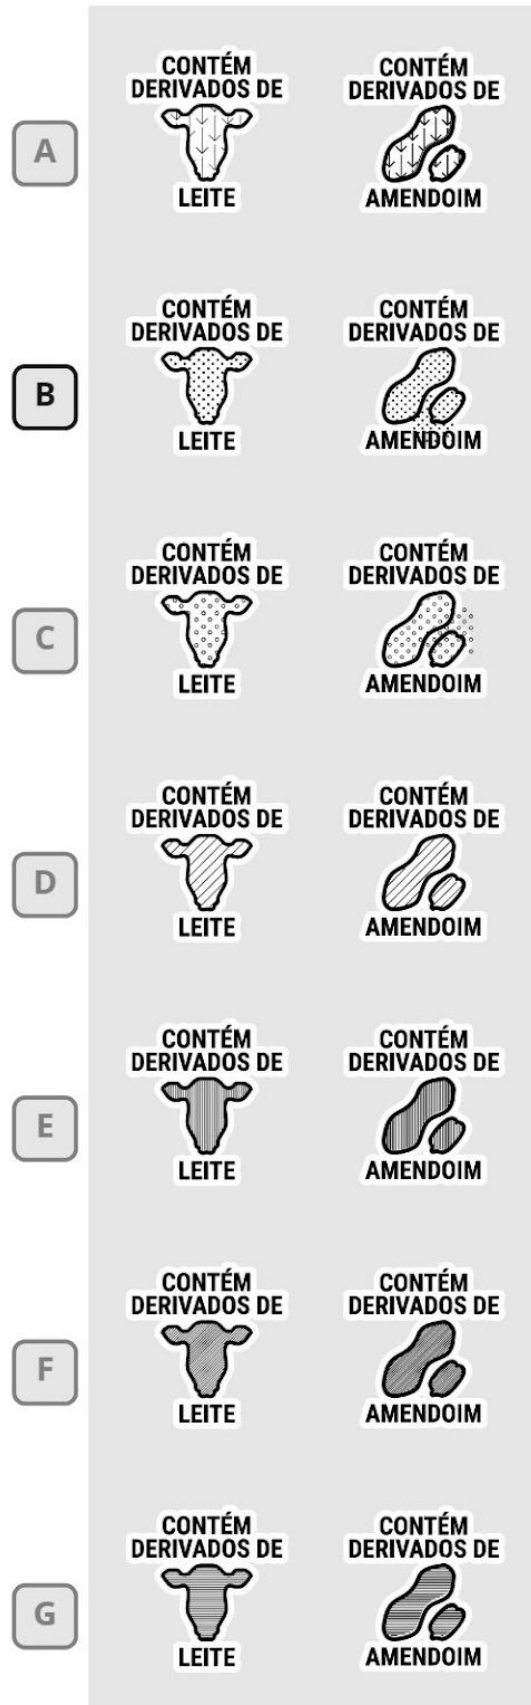 A
CONTÉM
DERIVADOS DE
LEITE
CONTÉM
DERIVADOS DE
AMENDOIM
B
CONTÉM
DERIVADOS DE
LEITE
CONTÉM
DERIVADOS DE
AMENDOIM
C
CONTÉM
DERIVADOS DE
LEITE
CONTÉM
DERIVADOS DE
AMENDOIM
D
CONTÉM
DERIVADOS DE
LEITE
CONTÉM
DERIVADOS DE
AMENDOIM
E
CONTÉM
DERIVADOS DE
LEITE
CONTÉM
DERIVADOS DE
AMENDOIM
F
CONTÉM
DERIVADOS DE
LEITE
CONTÉM
DERIVADOS DE
AMENDOIM
G
CONTÉM
DERIVADOS DE
LEITE
CONTÉM
DERIVADOS DE
AMENDOIM